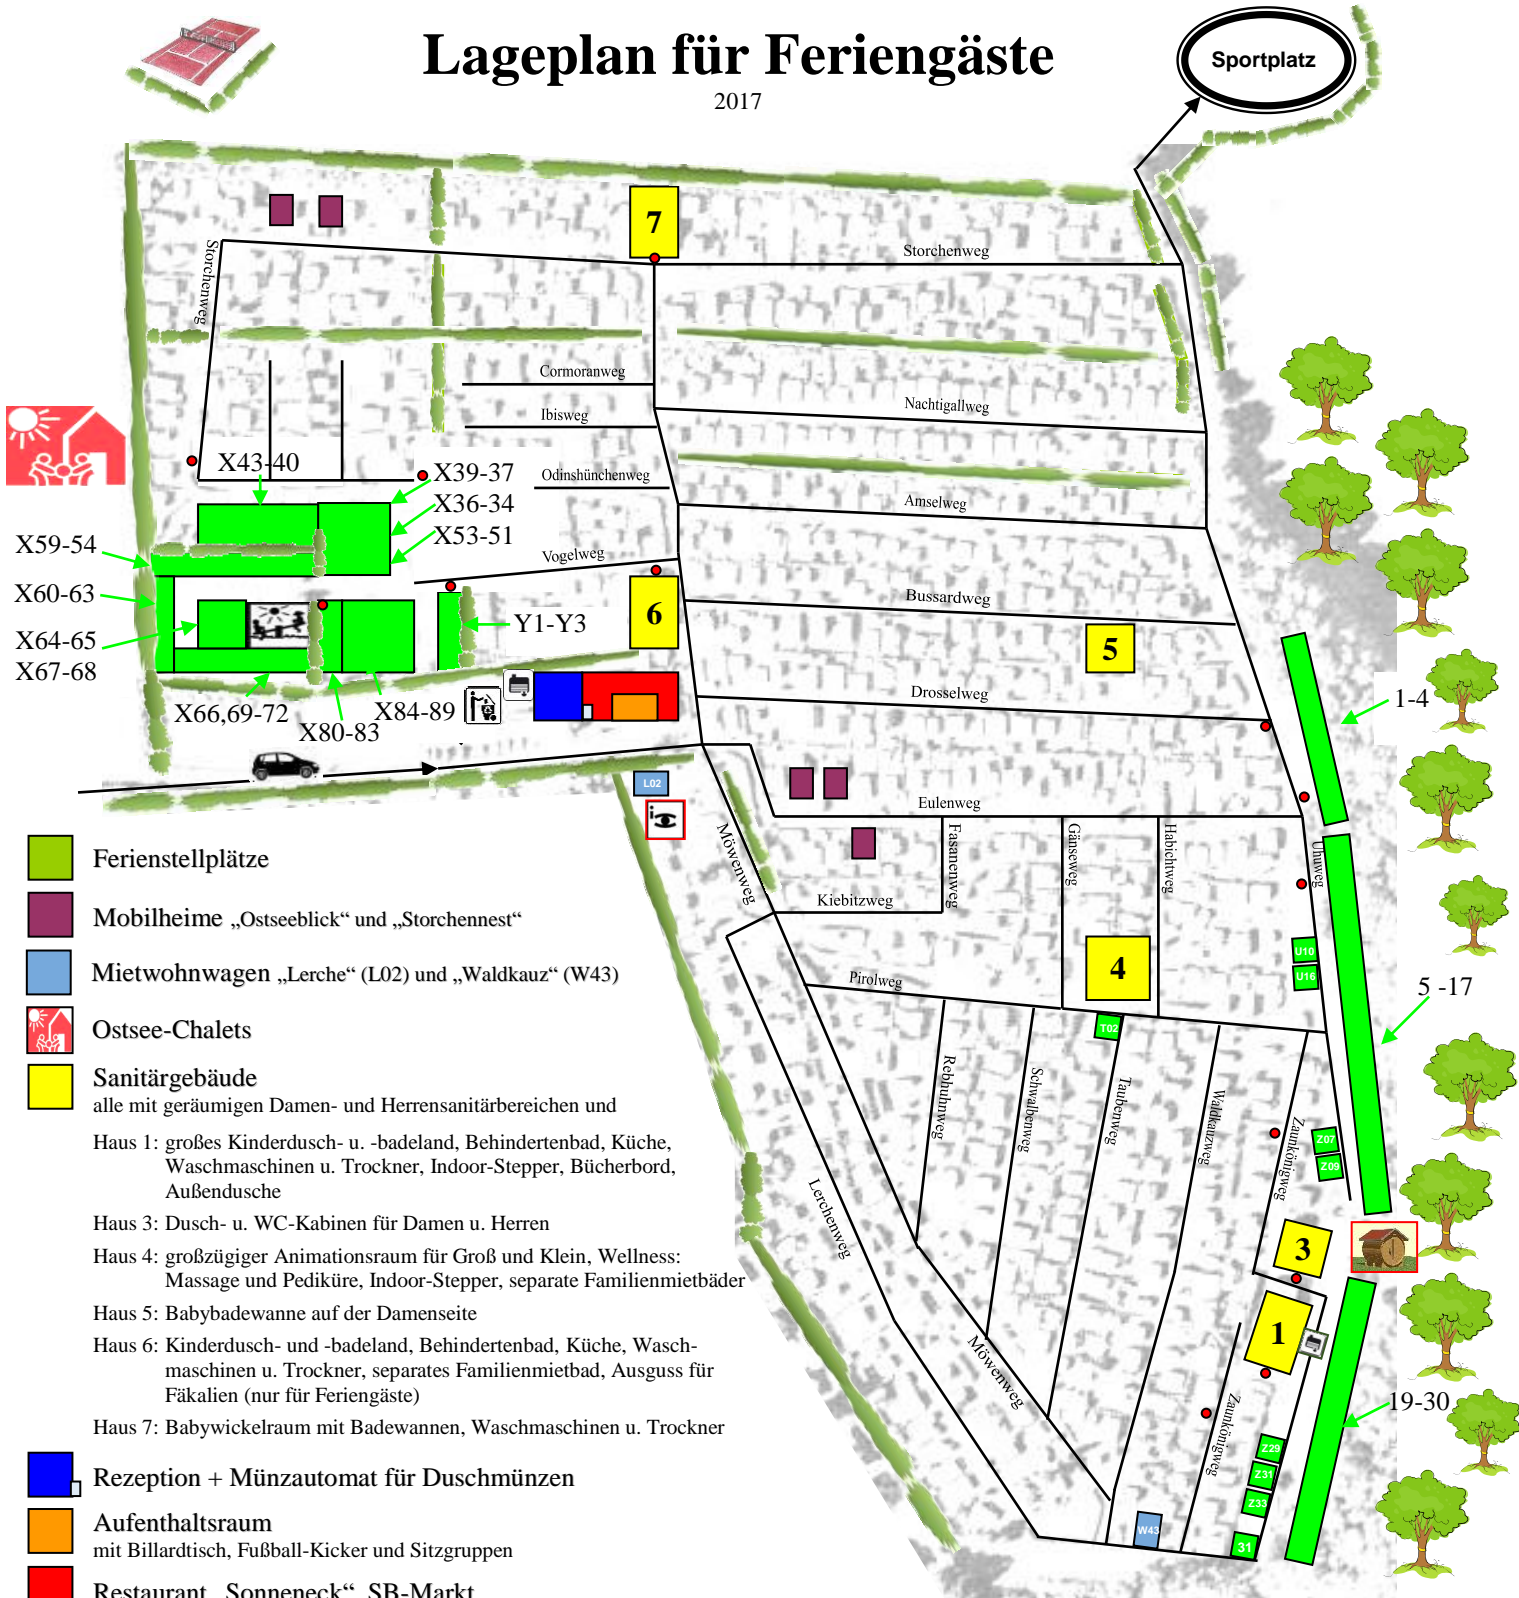 Lageplan für Feriengäste
2017
Sportplatz
7
Storchenweg
Storchenweg
Cormoranweg
Ibisweg
Nachtigallweg
X43-40
X39-37
X36-34
X53-51
Odinshünchenweg
Amselweg
X59-54
Vogelweg
X60-63
X64-65
X67-68
Y1-Y3
6
Bussardweg
5
Drosselweg
1-4
X66,69-72
X80-83
X84-89
L02
i
Eulenweg
Möwenweg
Fasanenweg
Gänseweg
Habichtweg
Uhuweg
Kiebitzweg
Pirolweg
4
U10
U16
5 -17
T02
Rebhuhnweg
Schwalbenweg
Taubenweg
Waldkauzweg
Zaunkönigweg
Z07
Z09
Lerchenweg
3
1
Möwenweg
Zaunkönigweg
19-30
Z29
Z31
Z33
W43
31
Ferienstellplätze
Mobilheime „Ostseeblick“ und „Storchennest“
Mietwohnwagen „Lerche“ (L02) und „Waldkauz“ (W43)
Ostsee-Chalets
Sanitärgebäude
alle mit geräumigen Damen- und Herrensanitärbereichen und
Haus 1: großes Kinderdusch- u. -badeland, Behindertenbad, Küche,
Waschmaschinen u. Trockner, Indoor-Stepper, Bücherbord,
Außendusche
Haus 3: Dusch- u. WC-Kabinen für Damen u. Herren
Haus 4: großzügiger Animationsraum für Groß und Klein, Wellness:
Massage und Pediküre, Indoor-Stepper, separate Familienmietbäder
Haus 5: Babybadewanne auf der Damenseite
Haus 6: Kinderdusch- und -badeland, Behindertenbad, Küche, Wasch-
maschinen u. Trockner, separates Familienmietbad, Ausguss für
Fäkalien (nur für Feriengäste)
Haus 7: Babywickelraum mit Badewannen, Waschmaschinen u. Trockner
Rezeption + Münzautomat für Duschmünzen
Aufenthaltsraum
mit Billardtisch, Fußball-Kicker und Sitzgruppen
Restaurant „Sonneneck“, SB-Markt